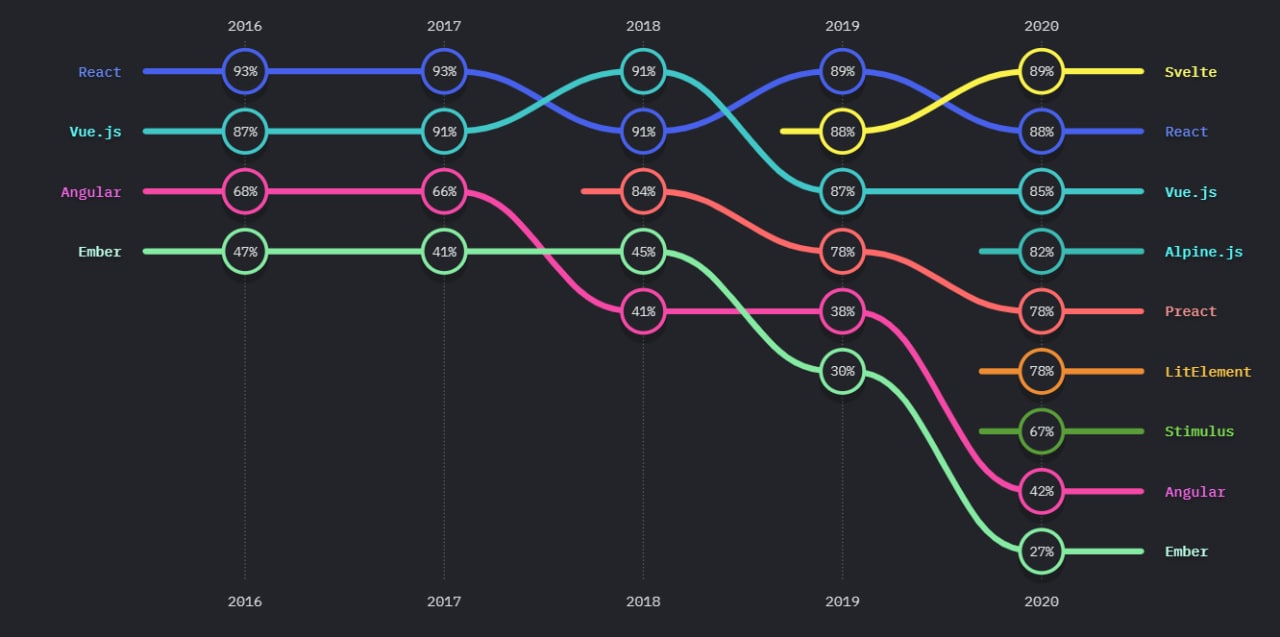 2016 2017 2018 2019 2020
React 93% 93% 91% 89% 89% Svelte
Vue.js 87% 91% 91% 88% 88% React
Angular 68% 66% 84% 87% 85% Vue.js
Ember 47% 41% 45% 78% 82% Alpine.js
41% 38% 78% Preact
30% 78% LitElement
67% Stimulus
42% Angular
27% Ember
2016 2017 2018 2019 2020